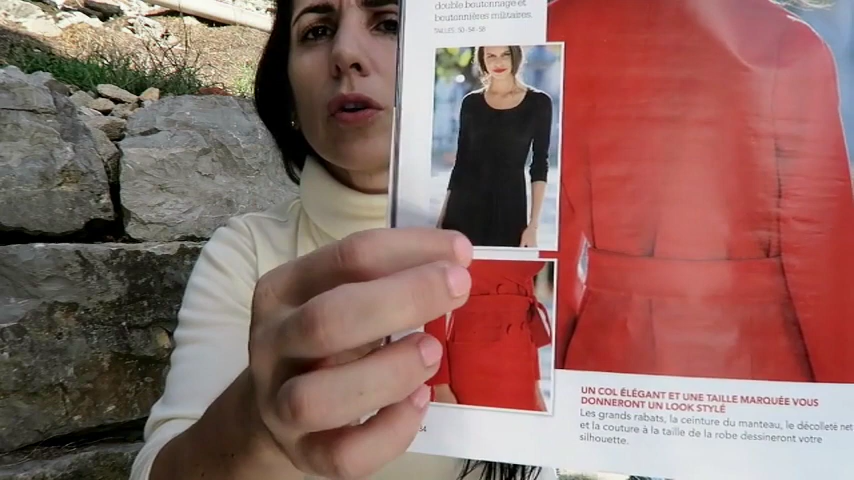 double boutonnage et
boutonnières militaires.
TAILLES : 50 - 54 - 58
UN COL ÉLÉGANT ET UNE TAILLE MARQUÉE VOUS
DONNERONT UN LOOK STYLÉ
Les grands rabats, la ceinture du manteau, le décolleté net
et la couture à la taille de la robe dessineront votre
silhouette.